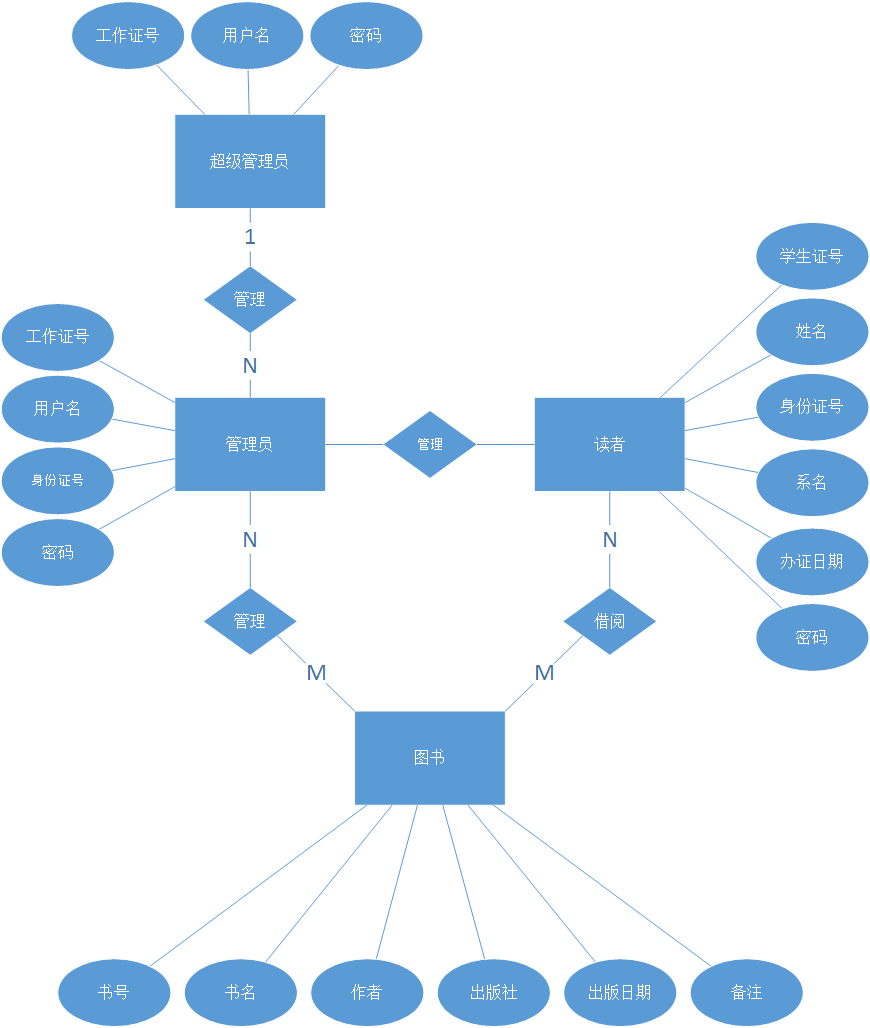 工作证号
用户名
密码
超级管理员
1
管理
N
学生证号
姓名
身份证号
系名
办证日期
密码
工作证号
用户名
身份证号
密码
管理员
管理
读者
N
N
管理
借阅
M
M
图书
书号
书名
作者
出版社
出版日期
备注